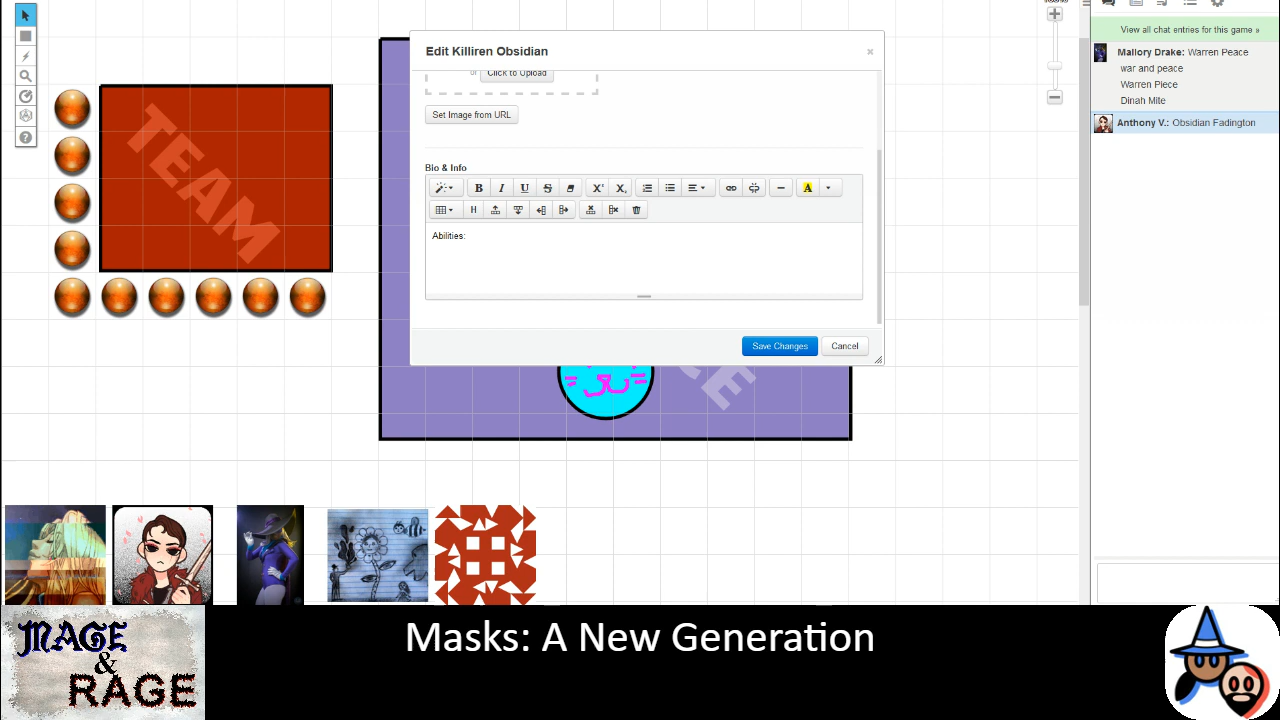 TEAM
Edit Killiren Obsidian
×
or Click to Upload
Set Image from URL
Bio & Info
B I U S X' X,
A
H
Abilities:
Save Changes
Cancel
View all chat entries for this game »
Mallory Drake: Warren Peace
war and peace
Warren Piece
Dinah Mite
Anthony V.: Obsidian Fadington
MAGE
&
RAGE
Masks: A New Generation